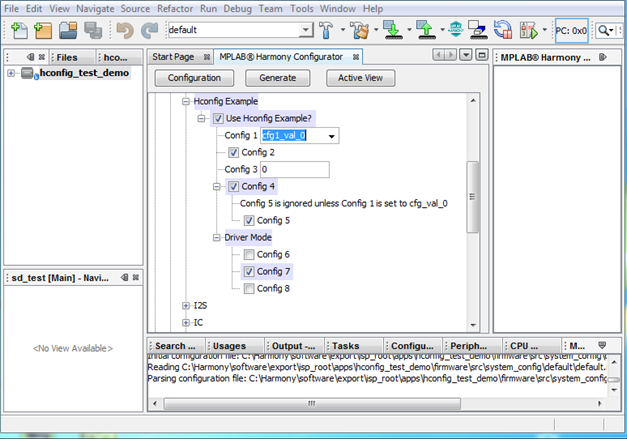 File Edit View Navigate Source Refactor Run Debug Team Tools Window Help
default
PC: 0x0
Files
hco...
Start Page
MPLAB® Harmony Configurator
MPLAB® Harmony ...
hconfig_test_demo
Configuration
Generate
Active View
Hconfig Example
Use Hconfig Example?
Config 1 cfg1_val_0
Config 2
Config 3 0
Config 4
Config 5 is ignored unless Config 1 is set to cfg_val_0
Config 5
Driver Mode
Config 6
Config 7
Config 8
I2S
IC
sd_test [Main] - Navi...
<No View Available>
Search ...
Usages
Output -...
Tasks
Configu...
Periph...
CPU ...
M...
Initial configuration file: C:\Harmony\software\export\isp_root\apps\hconfig_test_demo\firmware\src\system_config
Reading C:\Harmony\software\export\isp_root\apps\hconfig_test_demo\firmware\src\system_config\default\default.
Parsing configuration file: C:\Harmony\software\export\isp_root\apps\hconfig_test_demo\firmware\src\system_config